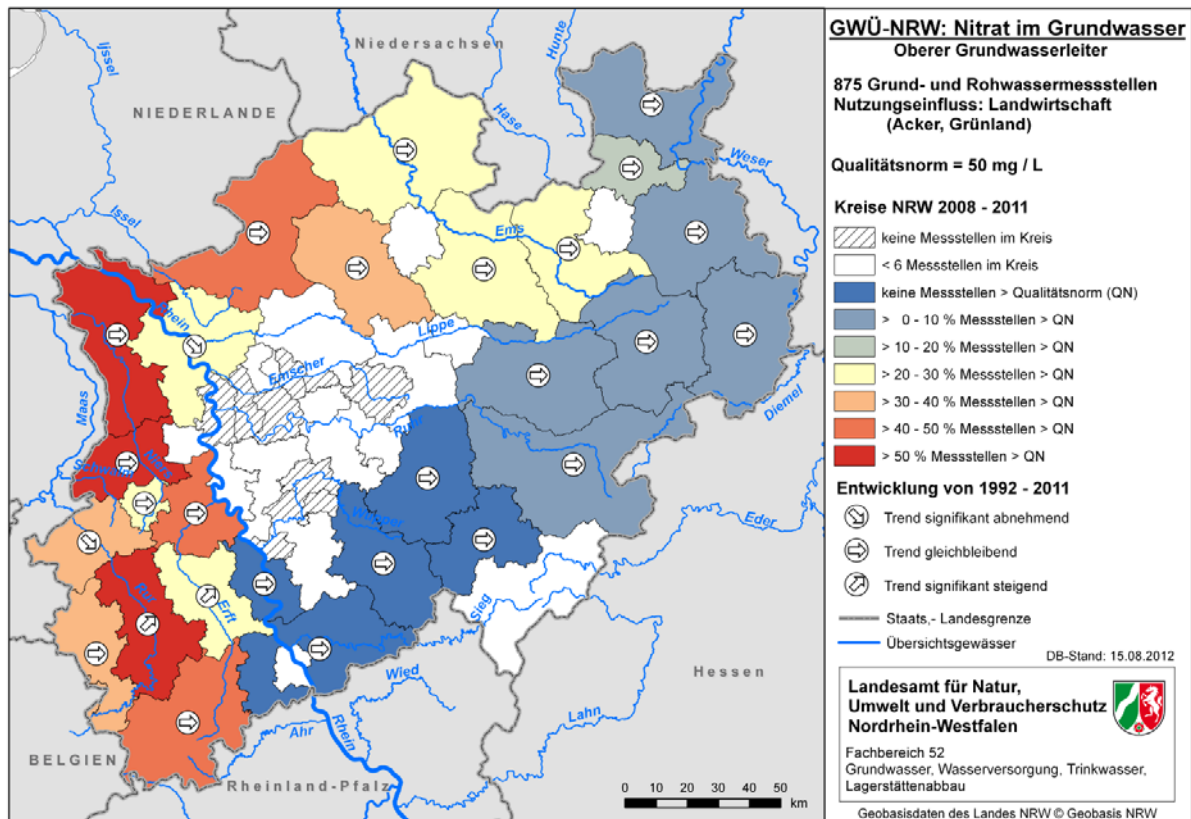 GWÜ-NRW: Nitrat im Grundwasser
Oberer Grundwasserleiter
875 Grund- und Rohwassermessstellen
Nutzungseinfluss: Landwirtschaft
(Acker, Grünland)
Qualitätsnorm = 50 mg / L
Kreise NRW 2008 - 2011
keine Messstellen im Kreis
< 6 Messstellen im Kreis
keine Messstellen > Qualitätsnorm (QN)
> 0 - 10 % Messstellen > QN
> 10 - 20 % Messstellen > QN
> 20 - 30 % Messstellen > QN
> 30 - 40 % Messstellen > QN
> 40 - 50 % Messstellen > QN
> 50 % Messstellen > QN
Entwicklung von 1992 - 2011
Trend signifikant abnehmend
Trend gleichbleibend
Trend signifikant steigend
Staats,- Landesgrenze
Übersichtsgewässer
DB-Stand: 15.08.2012
Landesamt für Natur,
Umwelt und Verbraucherschutz
Nordrhein-Westfalen
Fachbereich 52
Grundwasser, Wasserversorgung, Trinkwasser,
Lagerstättenabbau
Geobasisdaten des Landes NRW © Geobasis NRW
Ijssel
Niedersachsen
Hunte
NIEDERLANDE
Hase
Weser
Issel
Ems
Rhein
Lippe
Emscher
Maas
Diemel
Ruhr
Niers
Schwalm
Wupper
Eder
Rur
Erft
Sieg
Hessen
Wied
Lahn
Ahr
Rhein
BELGIEN
Rheinland-Pfalz
0 10 20 30 40 50
km